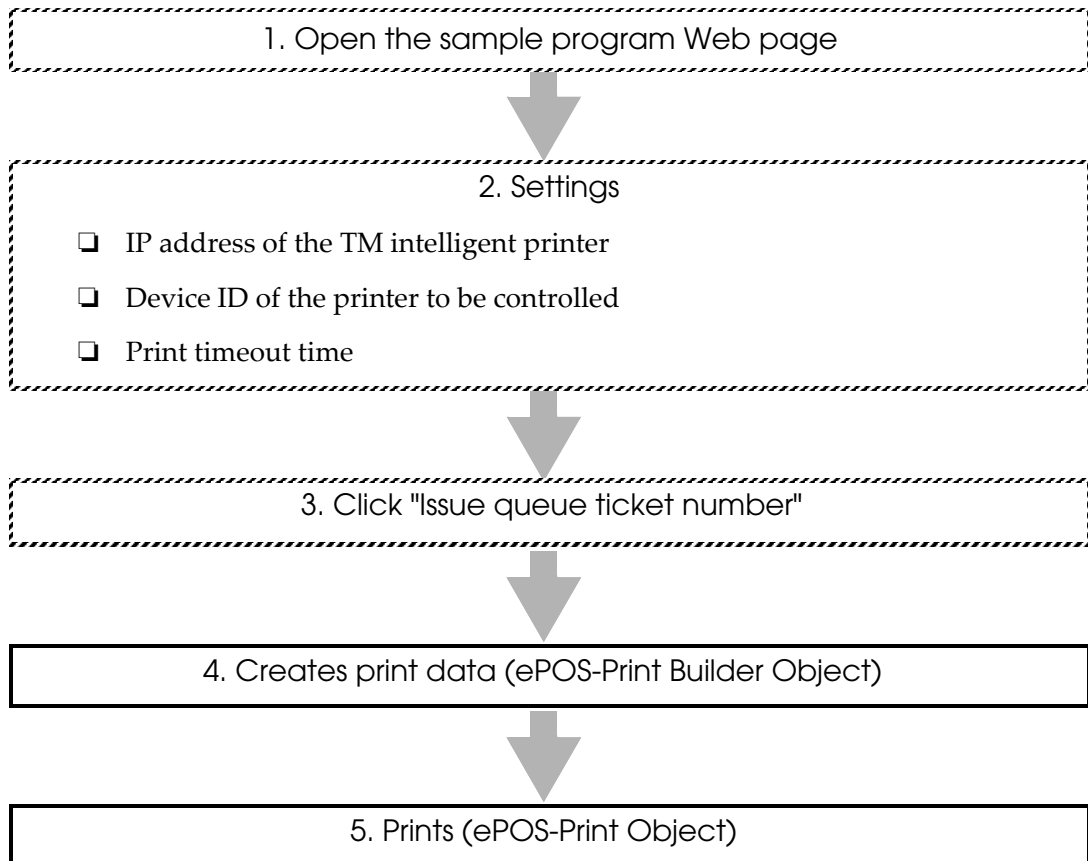 1. Open the sample program Web page
2. Settings
❏ IP address of the TM intelligent printer
❏ Device ID of the printer to be controlled
❏ Print timeout time
3. Click "Issue queue ticket number"
4. Creates print data (ePOS-Print Builder Object)
5. Prints (ePOS-Print Object)